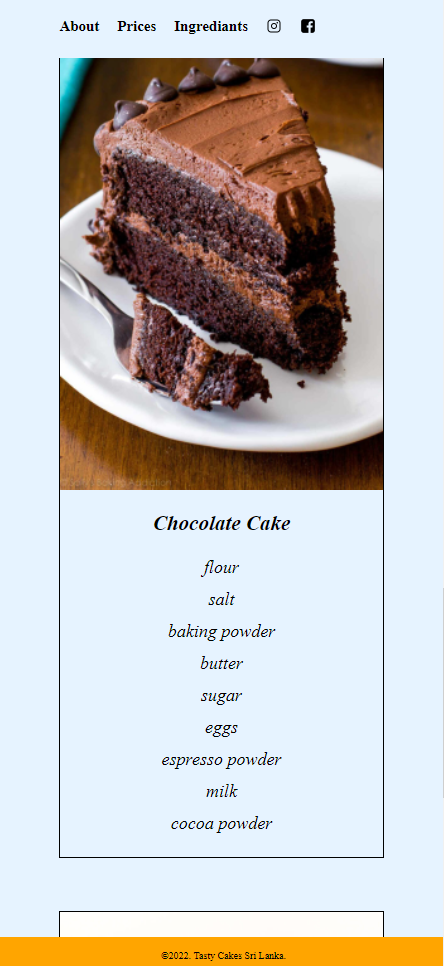 About Prices Ingrediants
Chocolate Cake
flour
salt
baking powder
butter
sugar
eggs
espresso powder
milk
cocoa powder
©2022. Tasty Cakes Sri Lanka.